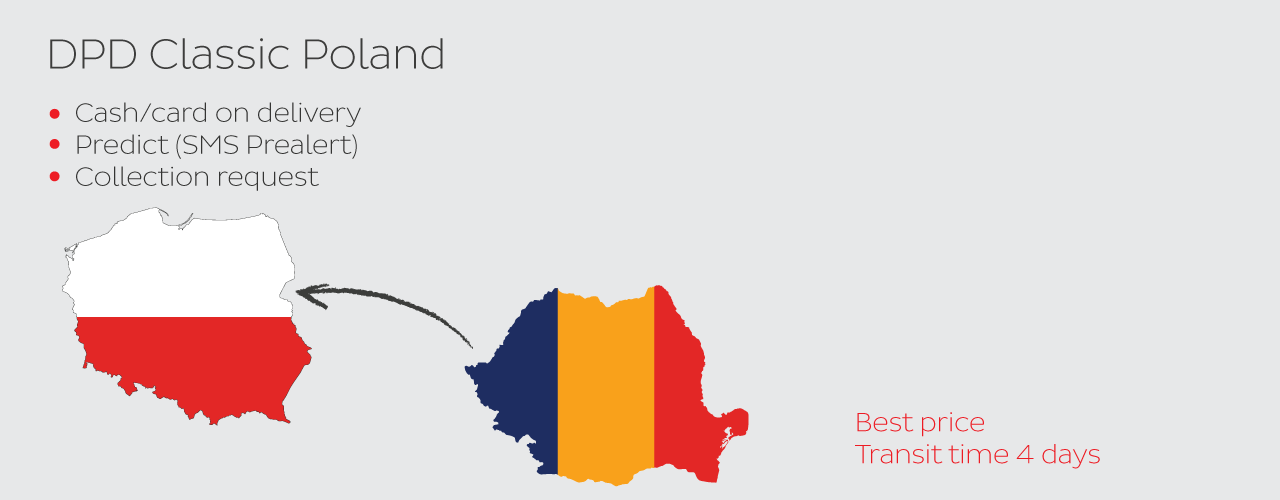 DPD Classic Poland
Cash/card on delivery
Predict (SMS Prealert)
Collection request
Best price
Transit time 4 days